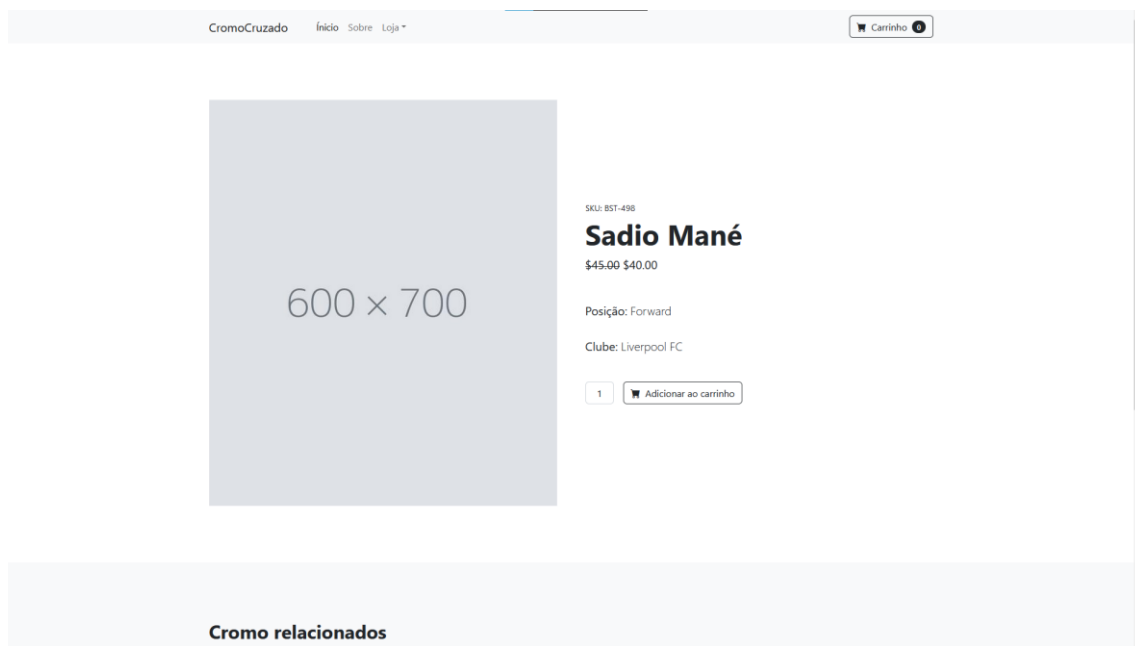 CromoCruzado Ínicio Sobre Loja Carrinho 0
600 × 700
SKU: BST-498
Sadio Mané
$45.00 $40.00
Posição: Forward
Clube: Liverpool FC
1 Adicionar ao carrinho
Cromo relacionados